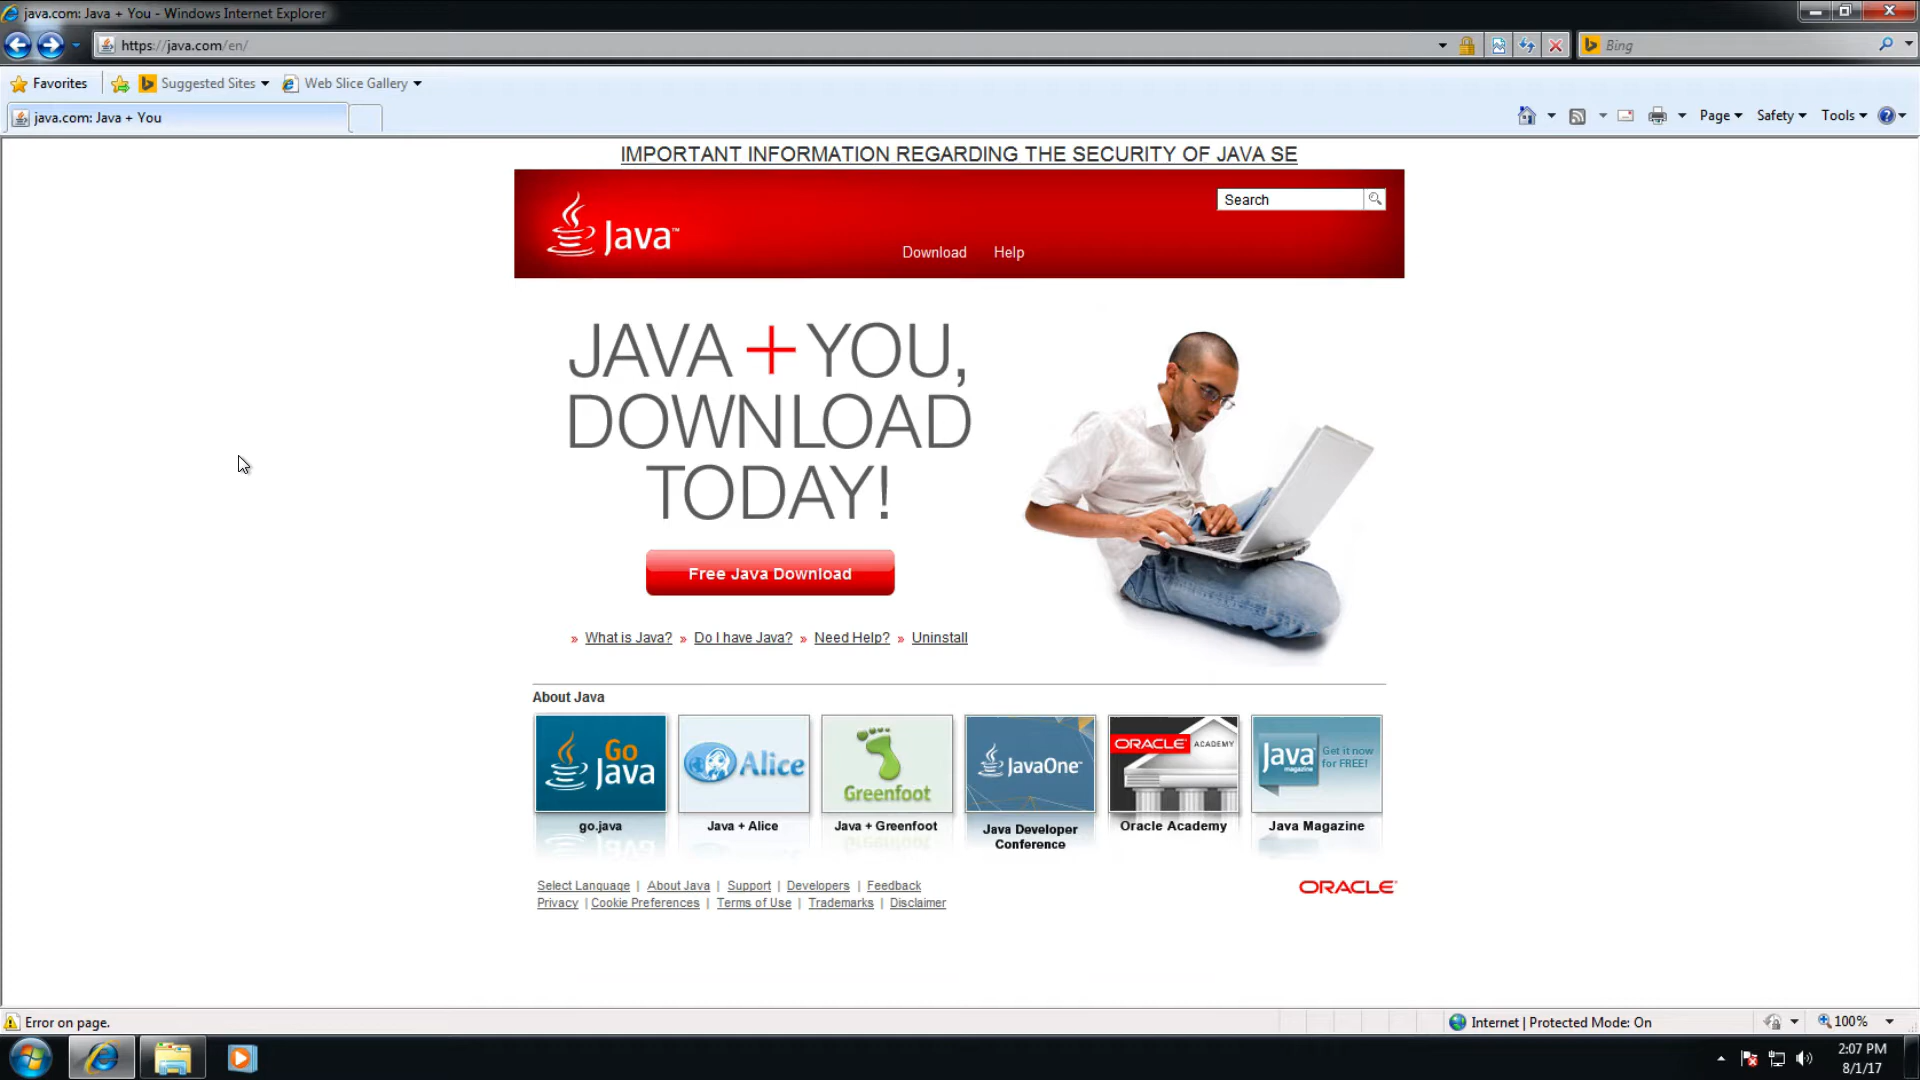 java.com: Java + You - Windows Internet Explorer
https://java.com/en/
Bing
Favorites
Suggested Sites
Web Slice Gallery
java.com: Java + You
Page
Safety
Tools
IMPORTANT INFORMATION REGARDING THE SECURITY OF JAVA SE
Java™
Search
Download Help
JAVA + YOU,
DOWNLOAD
TODAY!
Free Java Download
» What is Java? » Do I have Java? » Need Help? » Uninstall
About Java
Go
Java
Alice
Greenfoot
JavaOne™
ORACLE® ACADEMY
Java
magazine
Get it now
for FREE!
go.java
Java + Alice
Java + Greenfoot
Java Developer
Conference
Oracle Academy
Java Magazine
Select Language | About Java | Support | Developers | Feedback
Privacy | Cookie Preferences | Terms of Use | Trademarks | Disclaimer
ORACLE®
Error on page.
Internet | Protected Mode: On
100%
2:07 PM
8/1/17